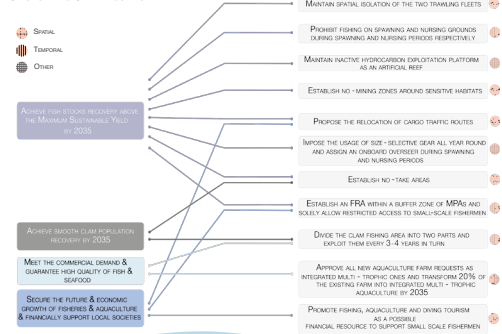 SPATIAL
TEMPORAL
OTHER
ACHIEVE FISH STOCKS RECOVERY ABOVE
THE MAXIMUM SUSTAINABLE YIELD
BY 2035
ACHIEVE SMOOTH CLAM POPULATION
RECOVERY BY 2035
MEET THE COMMERCIAL DEMAND &
GUARANTEE HIGH QUALITY OF FISH &
SEAFOOD
SECURE THE FUTURE & ECONOMIC
GROWTH OF FISHERIES & AQUACULTURE
& FINANCIALLY SUPPORT LOCAL SOCIETIES
MAINTAIN SPATIAL ISOLATION OF THE TWO TRAWLING FLEETS
PROHIBIT FISHING ON SPAWNING AND NURSING GROUNDS
DURING SPAWNING AND NURSING PERIODS RESPECTIVELY
MAINTAIN INACTIVE HYDROCARBON EXPLOITATION PLATFORM
AS AN ARTIFICIAL REEF
ESTABLISH NO - MINING ZONES AROUND SENSITIVE HABITATS
PROPOSE THE RELOCATION OF CARGO TRAFFIC ROUTES
IMPOSE THE USAGE OF SIZE - SELECTIVE GEAR ALL YEAR ROUND
AND ASSIGN AN ONBOARD OVERSEER DURING SPAWNING
AND NURSING PERIODS
ESTABLISH NO - TAKE AREAS
ESTABLISH AN FRA WITHIN A BUFFER ZONE OF MPAS AND
SOLELY ALLOW RESTRICTED ACCESS TO SMALL-SCALE FISHERMEN
DIVIDE THE CLAM FISHING AREA INTO TWO PARTS AND
EXPLOIT THEM EVERY 3-4 YEARS IN TURN
APPROVE ALL NEW AQUACULTURE FARM REQUESTS AS
INTEGRATED MULTI - TROPHIC ONES AND TRANSFORM 20% OF
THE EXISTING FARM INTO INTEGRATED MULTI - TROPHIC
AQUACULTURE BY 2035
PROMOTE FISHING, AQUACULTURE AND DIVING TOURISM
AS A POSSIBLE
FINANCIAL RESOURCE TO SUPPORT SMALL SCALE FISHERMEN